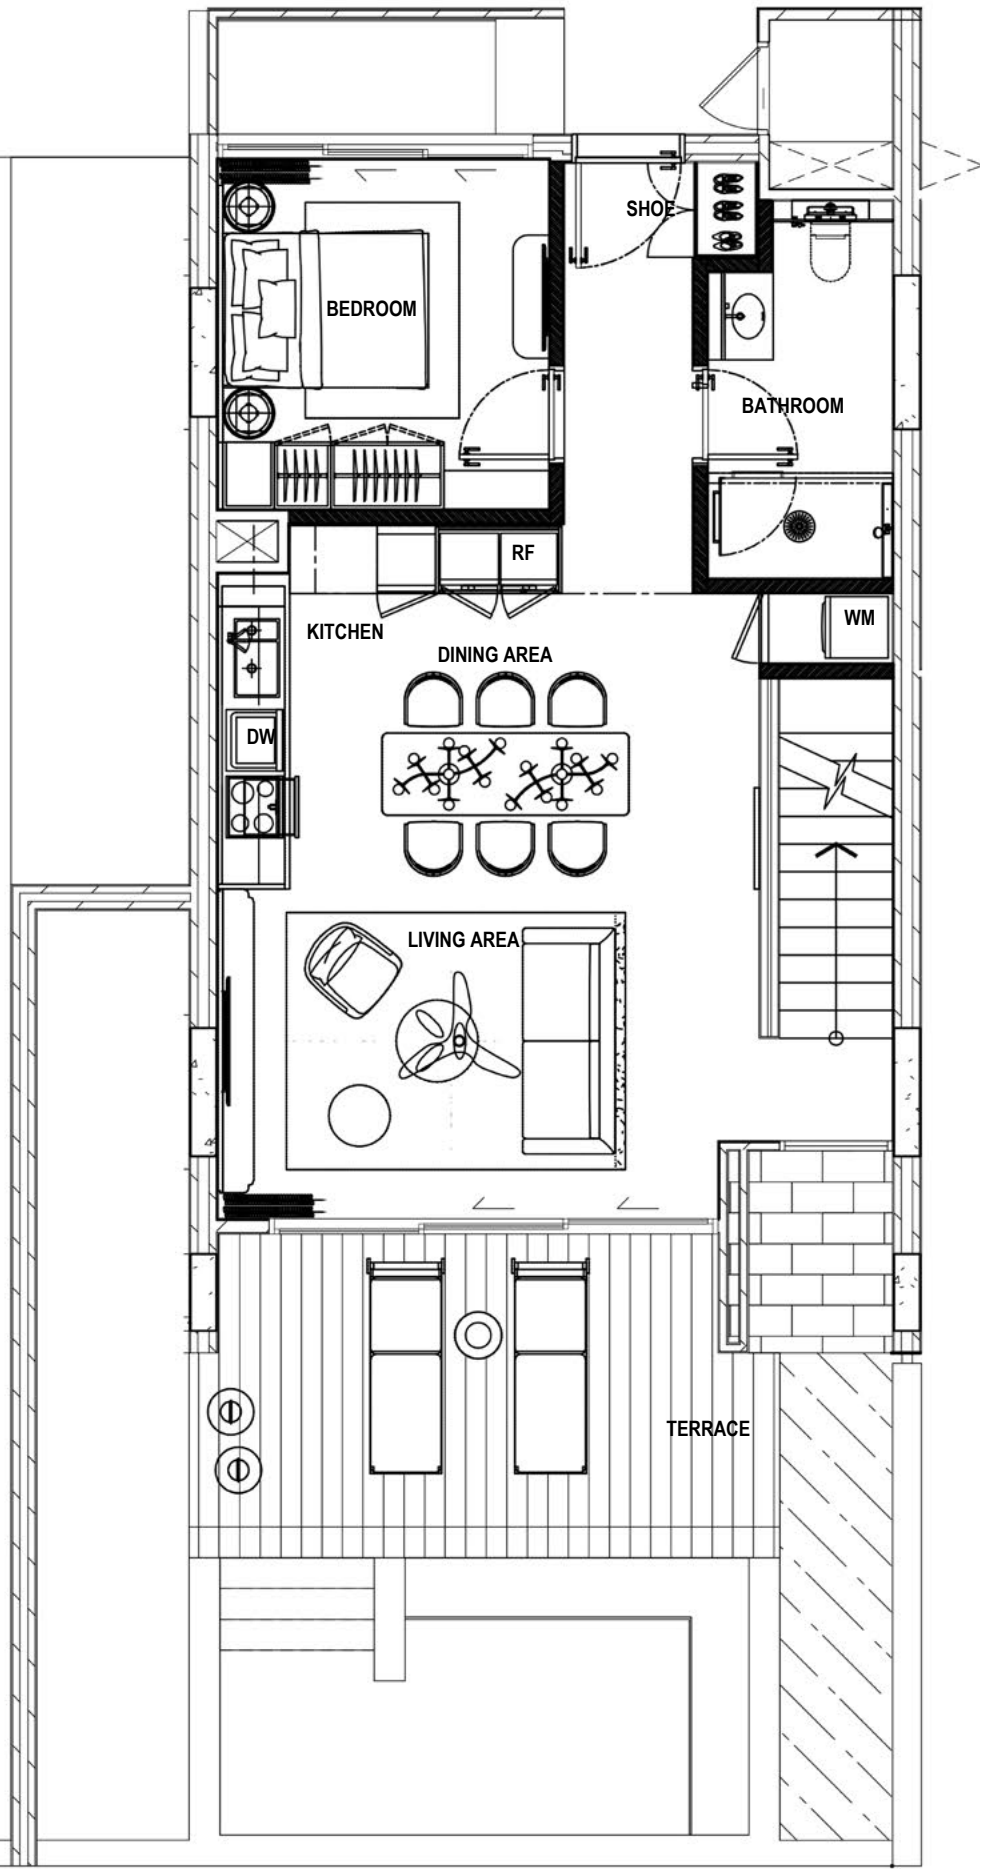 SHOE
BEDROOM
BATHROOM
RF
WM
KITCHEN
DINING AREA
DW
LIVING AREA
TERRACE